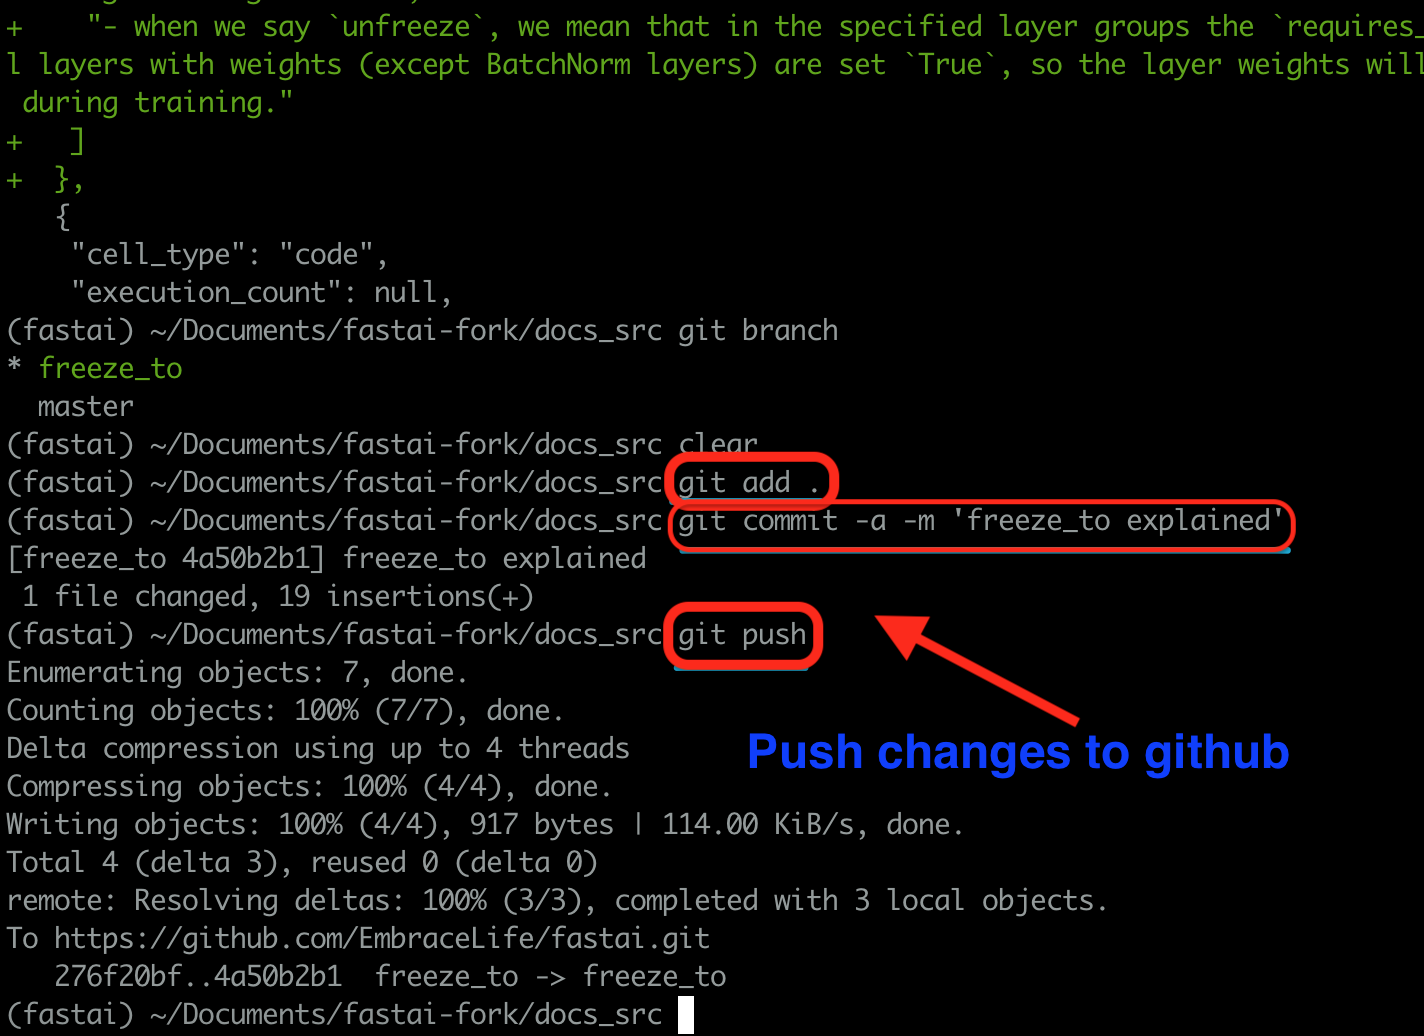 +    "- when we say `unfreeze`, we mean that in the specified layer groups the `requires_
l layers with weights (except BatchNorm layers) are set `True`, so the layer weights will
 during training."
+   ]
+  },
   {
    "cell_type": "code",
    "execution_count": null,
(fastai) ~/Documents/fastai-fork/docs_src git branch
* freeze_to
  master
(fastai) ~/Documents/fastai-fork/docs_src clear
(fastai) ~/Documents/fastai-fork/docs_src git add .
(fastai) ~/Documents/fastai-fork/docs_src git commit -a -m 'freeze_to explained'
[freeze_to 4a50b2b1] freeze_to explained
 1 file changed, 19 insertions(+)
(fastai) ~/Documents/fastai-fork/docs_src git push
Enumerating objects: 7, done.
Counting objects: 100% (7/7), done.
Delta compression using up to 4 threads
Push changes to github
Compressing objects: 100% (4/4), done.
Writing objects: 100% (4/4), 917 bytes | 114.00 KiB/s, done.
Total 4 (delta 3), reused 0 (delta 0)
remote: Resolving deltas: 100% (3/3), completed with 3 local objects.
To https://github.com/EmbraceLife/fastai.git
   276f20bf..4a50b2b1  freeze_to -> freeze_to
(fastai) ~/Documents/fastai-fork/docs_src